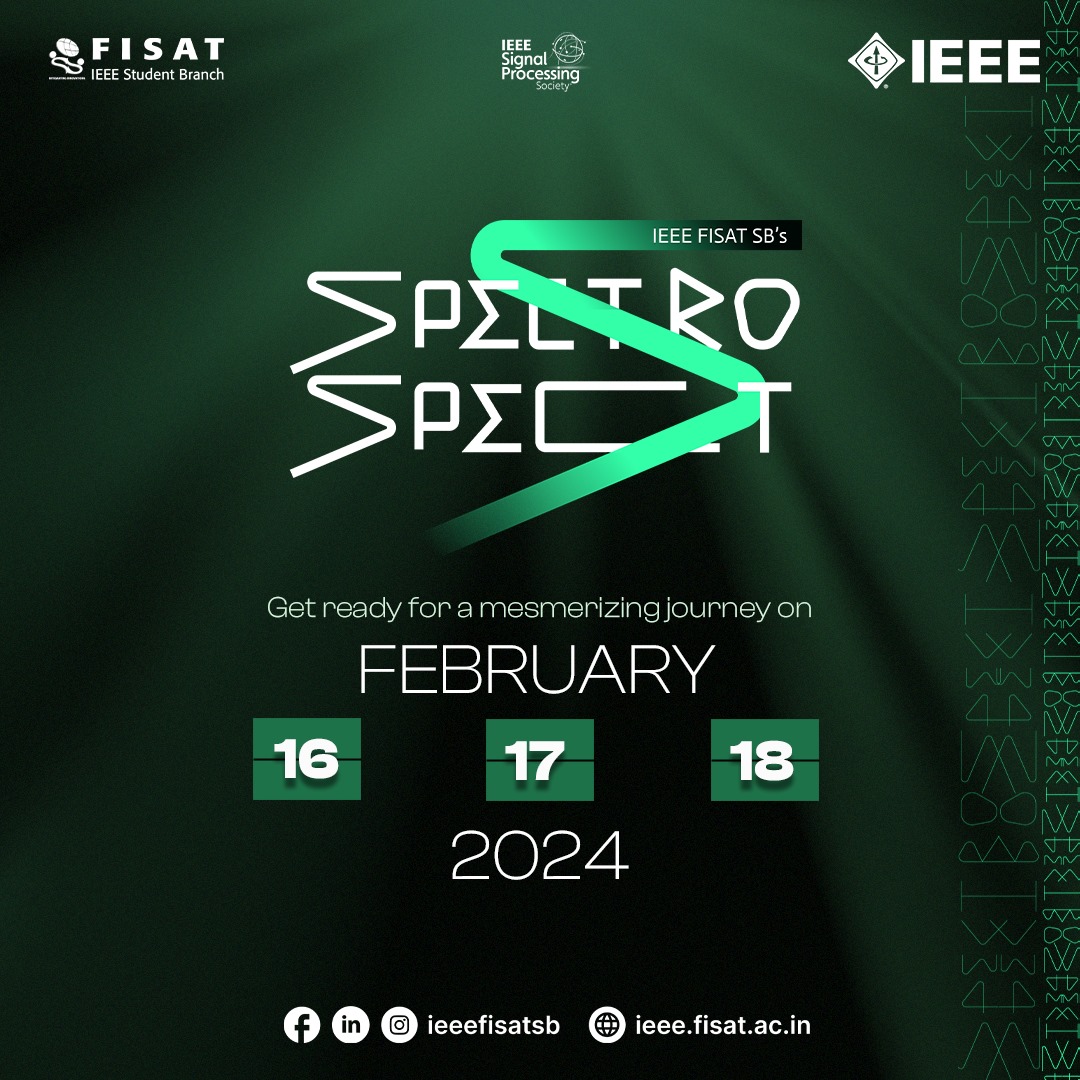 FISAT
IEEE Student Branch
IEEE
Signal
Processing
Society
IEEE
IEEE FISAT SB's
SPECTRO
SPECT
Get ready for a mesmerizing journey on
FEBRUARY
16 17 18
2024
ieeefisatsb ieee.fisat.ac.in